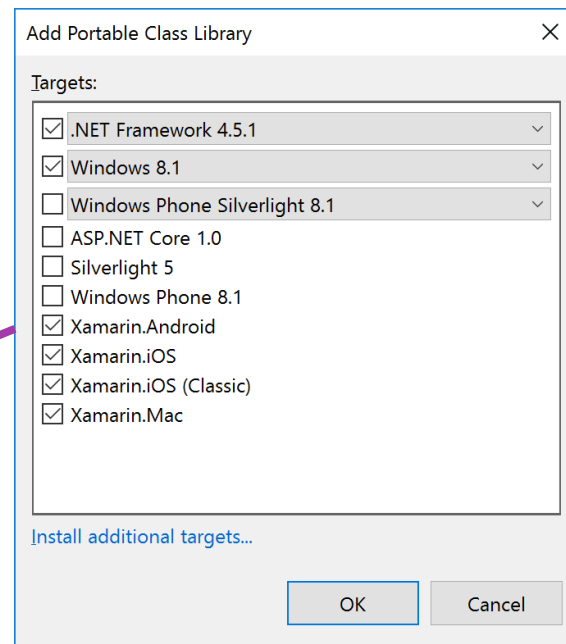 Add Portable Class Library
Targets:
.NET Framework 4.5.1
Windows 8.1
Windows Phone Silverlight 8.1
ASP.NET Core 1.0
Silverlight 5
Windows Phone 8.1
Xamarin.Android
Xamarin.iOS
Xamarin.iOS (Classic)
Xamarin.Mac
Install additional targets...
OK Cancel